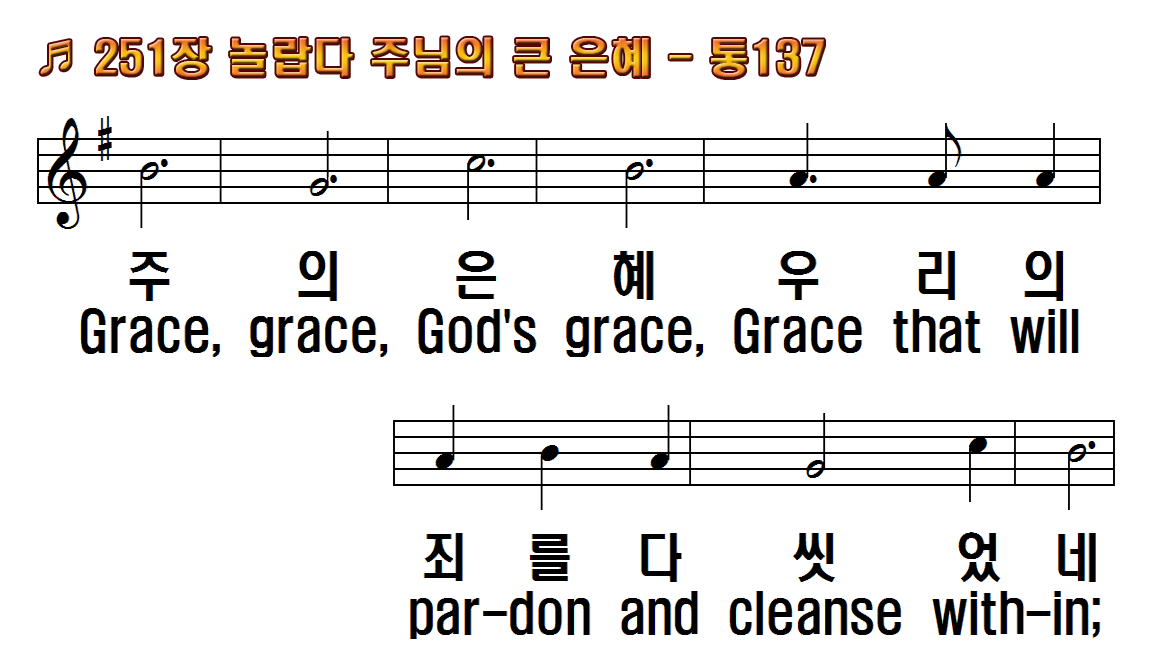 ♬ 251장 놀랍다 주님의 큰 은혜 - 통137
주 의 은 혜 우 리 의
Grace, grace, God's grace, Grace that will
죄 를 다 씻 었 네
par-don and cleanse with-in;